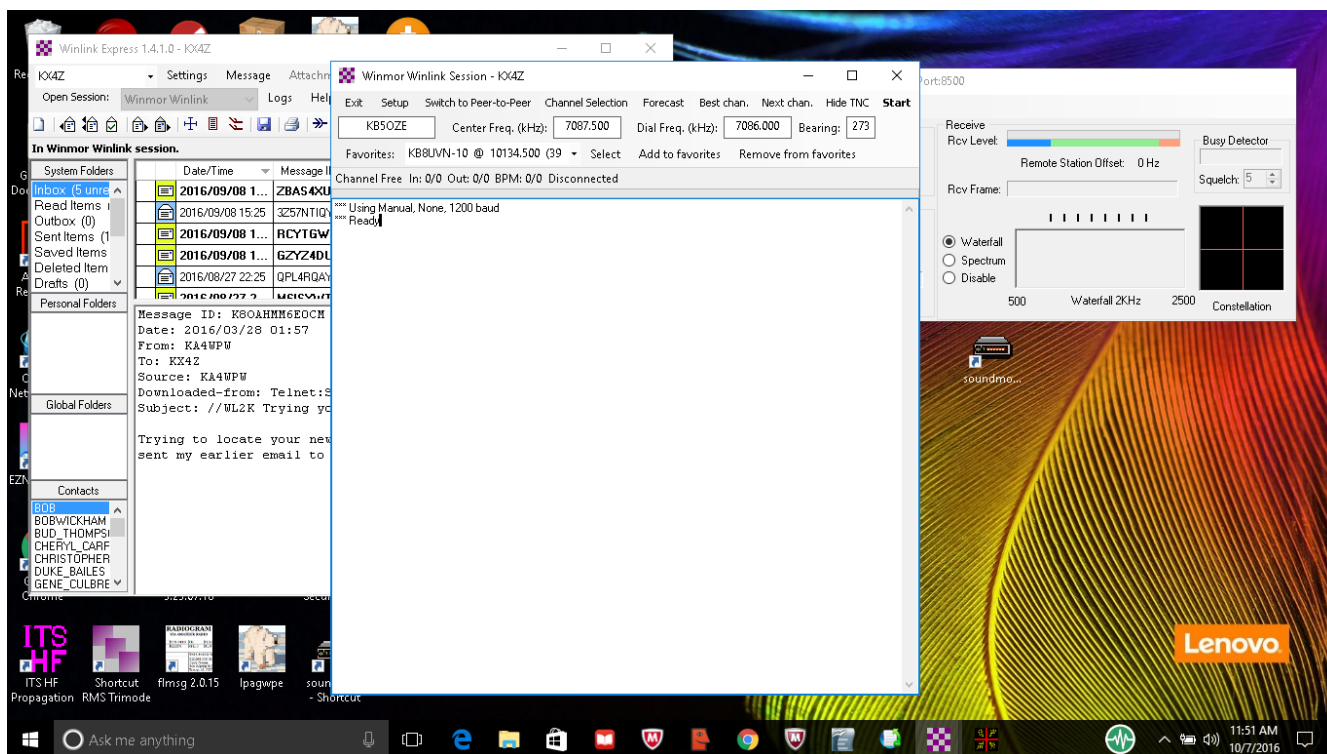 Winlink Express 1.4.1.0 - KX4Z
KX4Z Settings Message Attachm
Open Session: Winmor Winlink Logs Help
In Winmor Winlink session.
System Folders
Inbox (5 unre
Read Items
Outbox (0)
Sent Items (1
Saved Items
Deleted Item
Drafts (0)
Personal Folders
Global Folders
Contacts
BOB
BOBWICKHAM
BUD_THOMPS
CHERYL_CARF
CHRISTOPHER
DUKE_BAILES
GENE_CULBRE
Date/Time Message I
2016/09/08 1... ZBAS4XU
2016/09/08 15:25 3Z57NTIQ
2016/09/08 1... RCYTGW
2016/09/08 1... GZYZ4DL
2016/08/27 22:25 QPL4RQAY
Message ID: K8OAHMM6EOCM
Date: 2016/03/28 01:57
From: KA4WPW
To: KX4Z
Source: KA4WPW
Downloaded-from: Telnet:S
Subject: //WL2K Trying yo
Trying to locate your new
sent my earlier email to
Winmor Winlink Session - KX4Z
Exit Setup Switch to Peer-to-Peer Channel Selection Forecast Best chan. Next chan. Hide TNC Start
KB5OZE Center Freq. (kHz): 7087.500 Dial Freq. (kHz): 7086.000 Bearing: 273
Favorites: KB8UVN-10 @ 10134.500 (39 Select Add to favorites Remove from favorites
Channel Free In: 0/0 Out: 0/0 BPM: 0/0 Disconnected
*** Using Manual, None, 1200 baud
*** Ready
Port:8500
Receive
Rcv Level:
Remote Station Offset: 0 Hz
Rcv Frame:
Busy Detector
Squelch: 5
Waterfall
Spectrum
Disable
500 Waterfall 2KHz 2500
Constellation
soundmo...
Lenovo
ITS
HF
ITS HF
Propagation
Shortcut
RMS Trimode
RADIOGRAM
flmsg 2.0.15
lpagwpe
soun
- Shortcut
Ask me anything
11:51 AM
10/7/2016